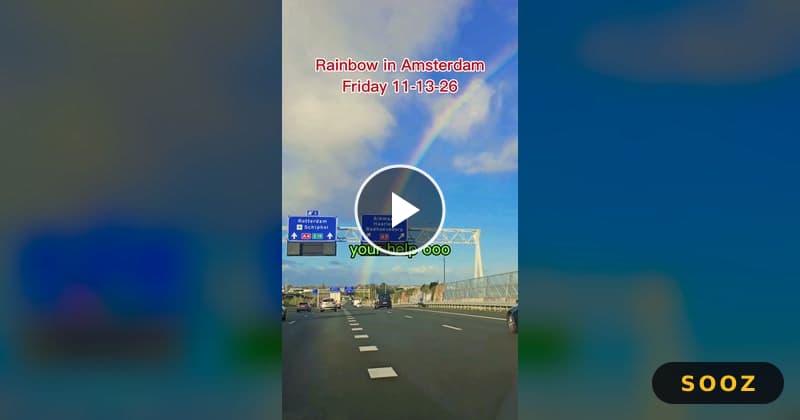 Rainbow in Amsterdam
Friday 11-13-26
Rotterdam
Schiphol
your help ooo
SOOZ